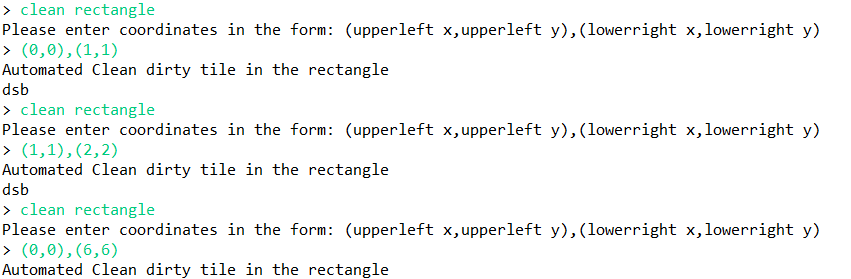 > clean rectangle
Please enter coordinates in the form: (upperleft x,upperleft y),(lowerright x,lowerright y)
> (0,0),(1,1)
Automated Clean dirty tile in the rectangle
dsb
> clean rectangle
Please enter coordinates in the form: (upperleft x,upperleft y),(lowerright x,lowerright y)
> (1,1),(2,2)
Automated Clean dirty tile in the rectangle
dsb
> clean rectangle
Please enter coordinates in the form: (upperleft x,upperleft y),(lowerright x,lowerright y)
> (0,0),(6,6)
Automated Clean dirty tile in the rectangle